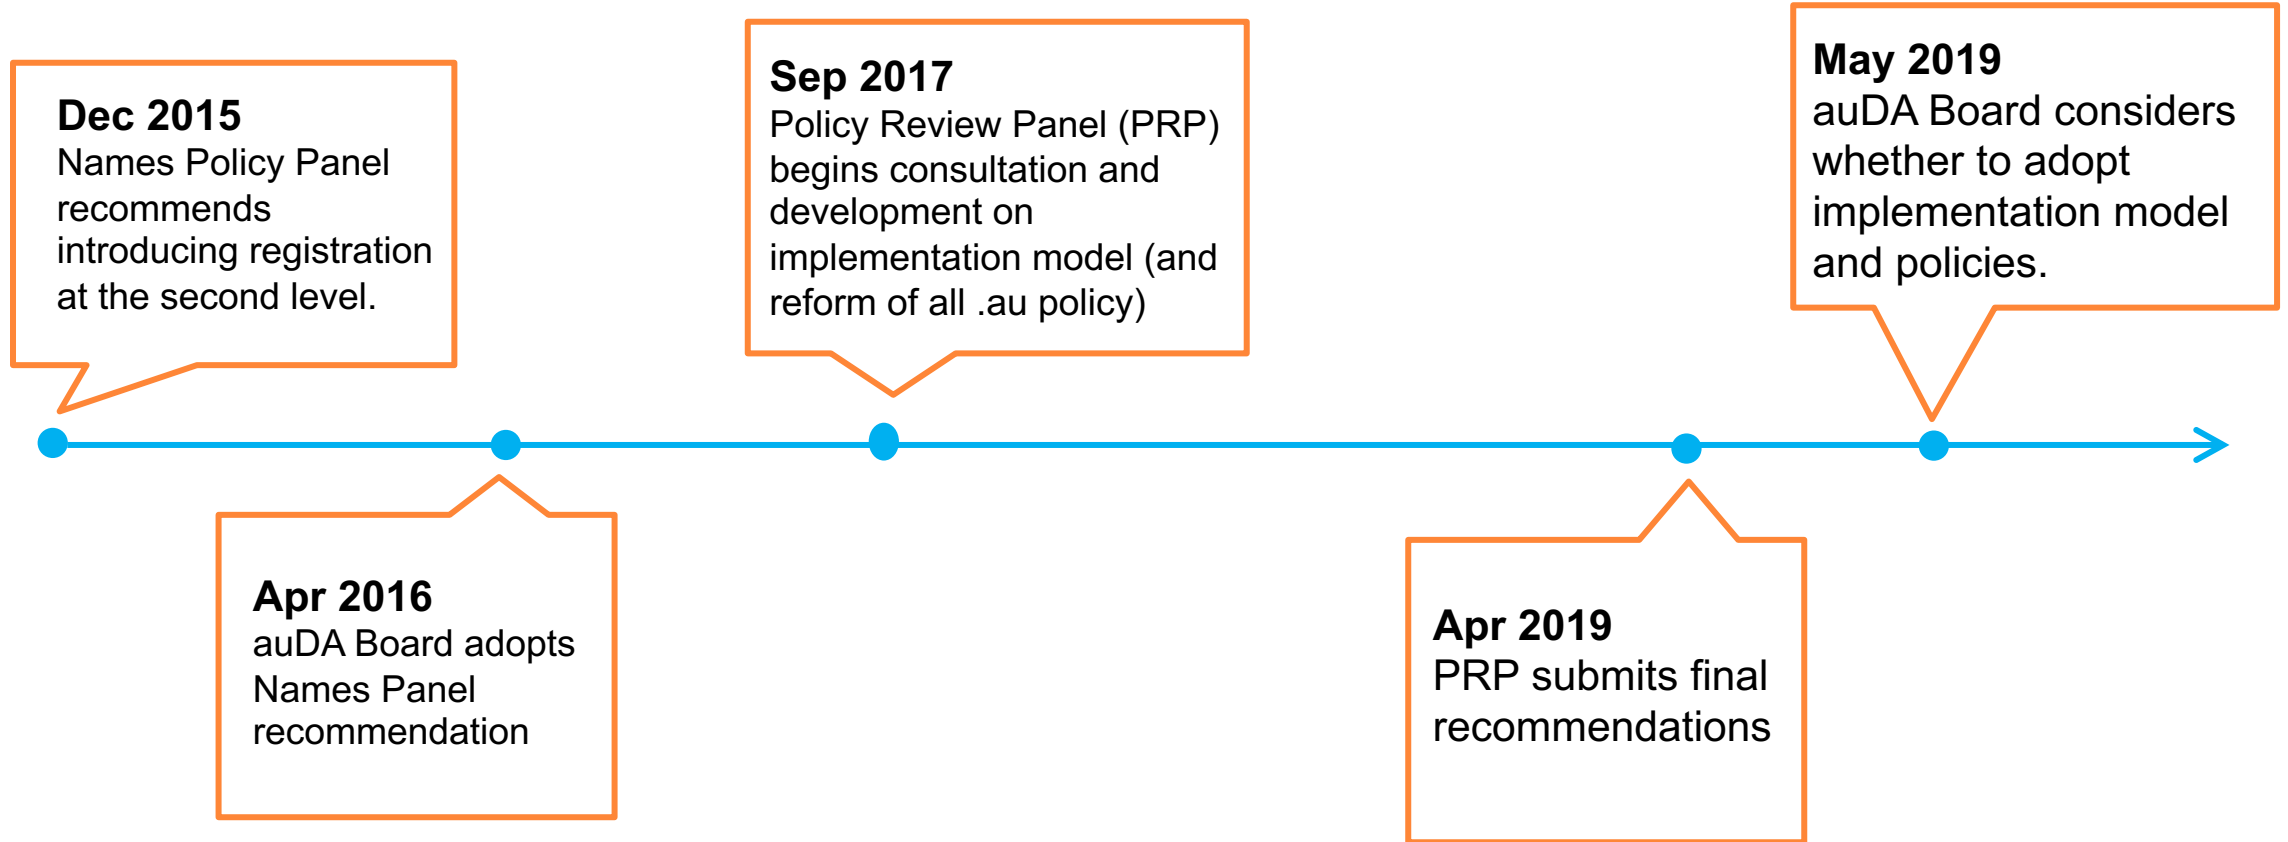 Dec 2015
Names Policy Panel
recommends
introducing registration
at the second level.
Apr 2016
auDA Board adopts
Names Panel
recommendation
Sep 2017
Policy Review Panel (PRP)
begins consultation and
development on
implementation model (and
reform of all .au policy)
Apr 2019
PRP submits final
recommendations
May 2019
auDA Board considers
whether to adopt
implementation model
and policies.